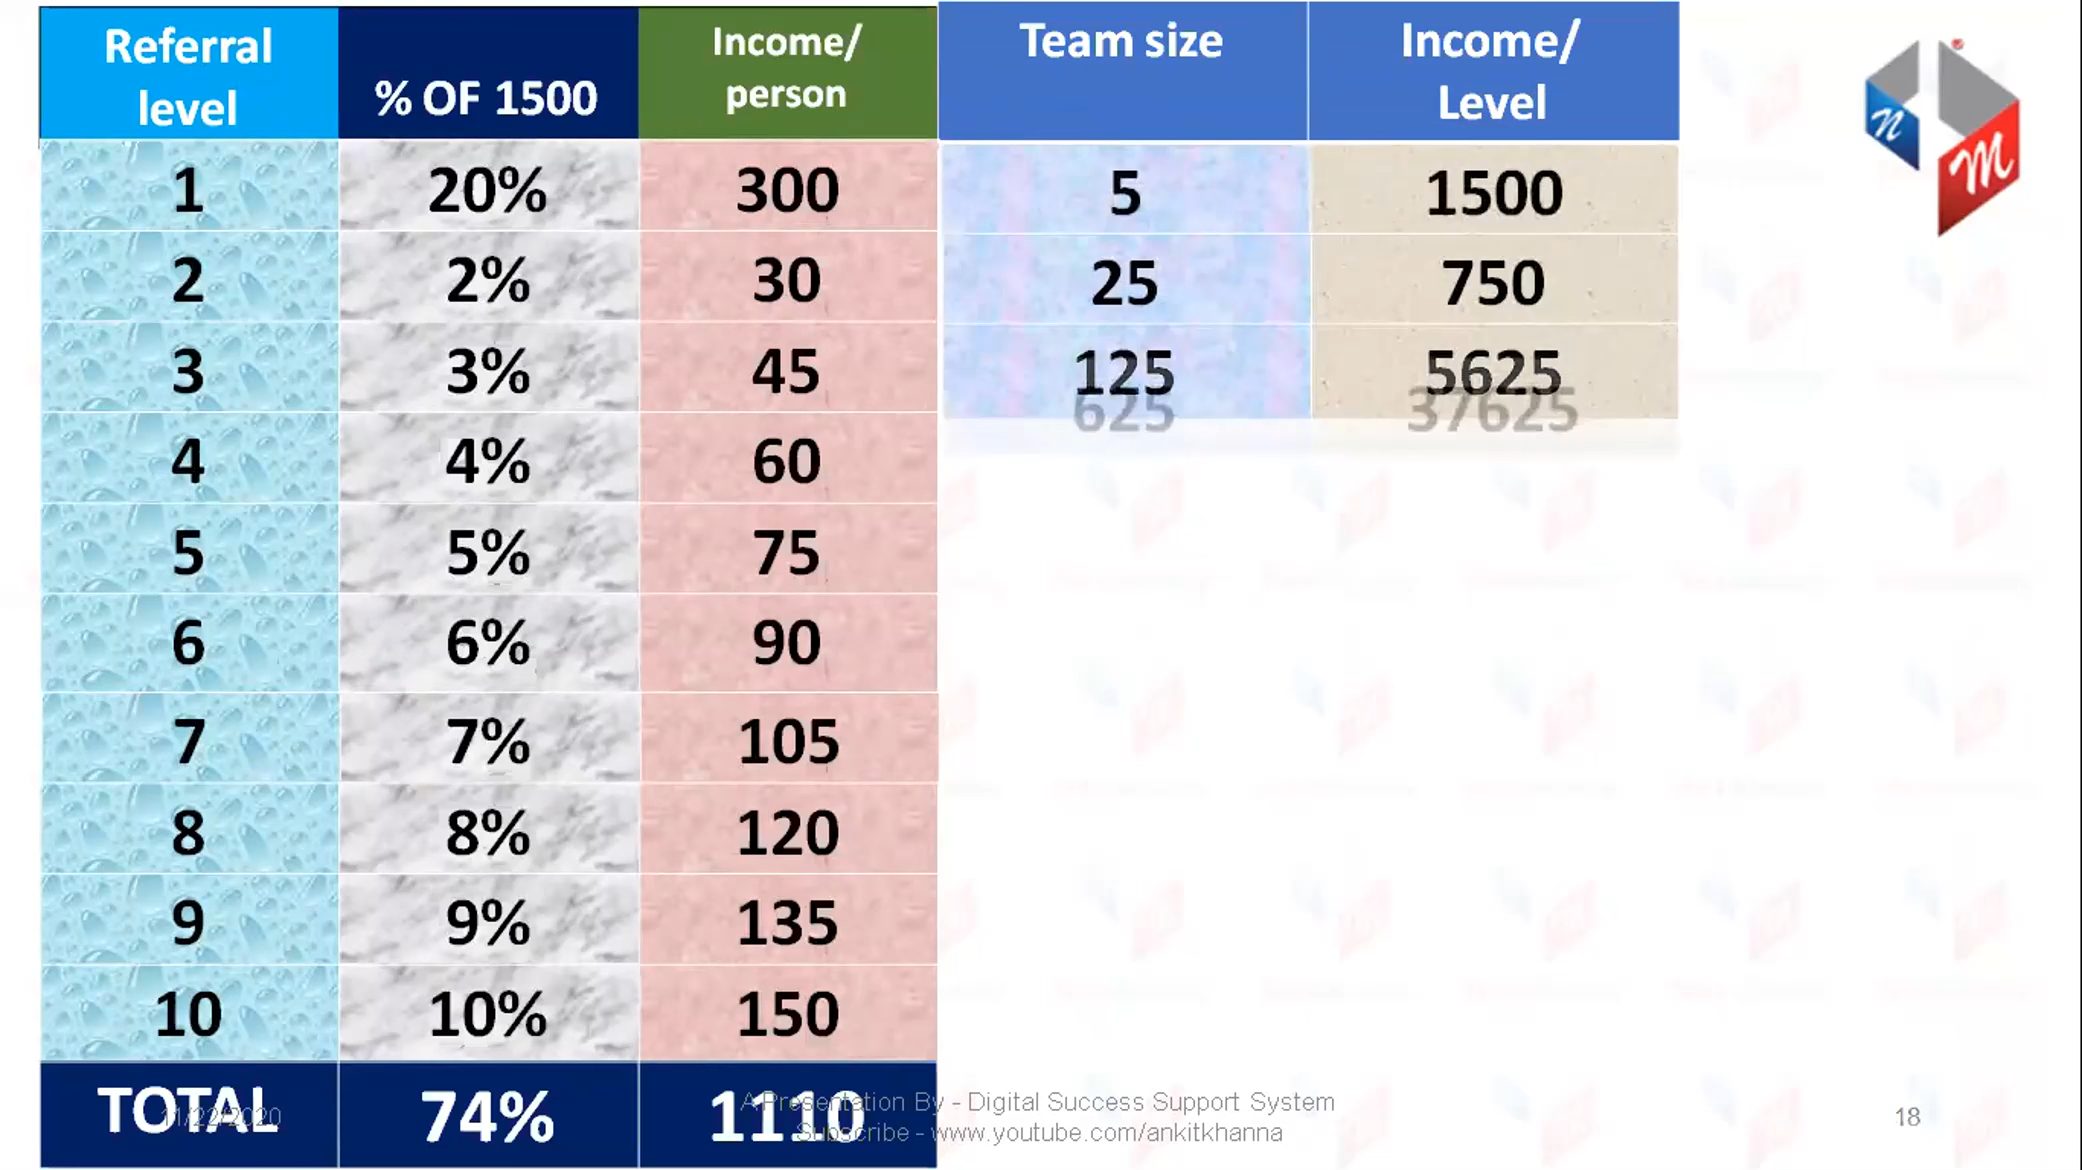 Referral level % OF 1500 Income/ person Team size Income/ Level
1 20% 300 5 1500
2 2% 30 25 750
3 3% 45 125 5625
625 37625
4 4% 60
5 5% 75
6 6% 90
7 7% 105
8 8% 120
9 9% 135
10 10% 150
TOTAL 74% 1110
11/22/2020
A Presentation By - Digital Success Support System
Subscribe - www.youtube.com/ankitkhanna
18
n M